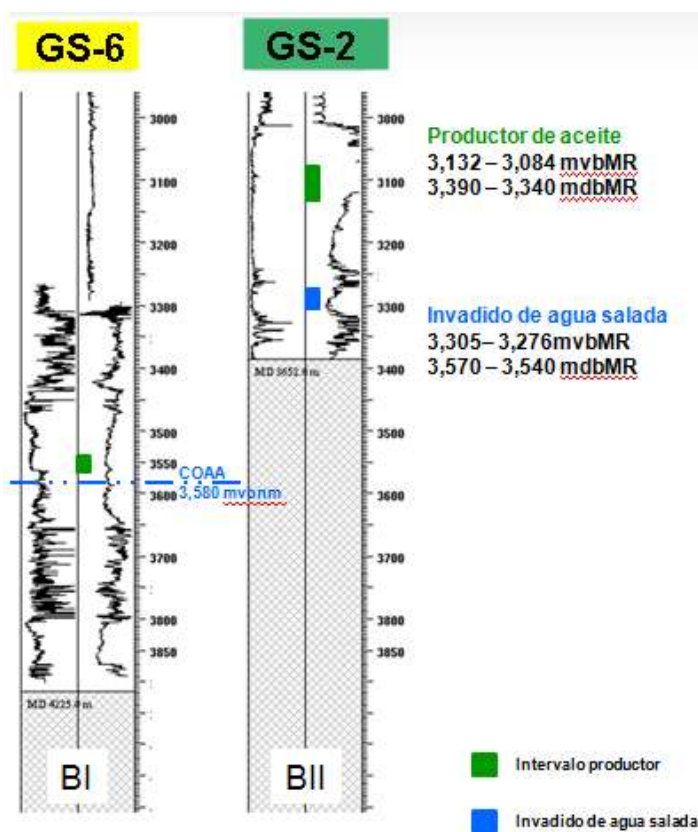 GS-6
GS-2
3000
3100
3200
3300
3400
3500
3550
3600
3700
3800
3850
MD 4225.0 m
BI
COAA
3,580 mvbnm
3000
3100
3200
3300
3400
3500
3550
3600
3700
3800
3850
BII
Productor de aceite
3,132 – 3,084 mvbMR
3,390 – 3,340 mdbMR
Invadido de agua salada
3,305– 3,276mvbMR
3,570 – 3,540 mdbMR
Intervalo productor
Invadido de agua salada